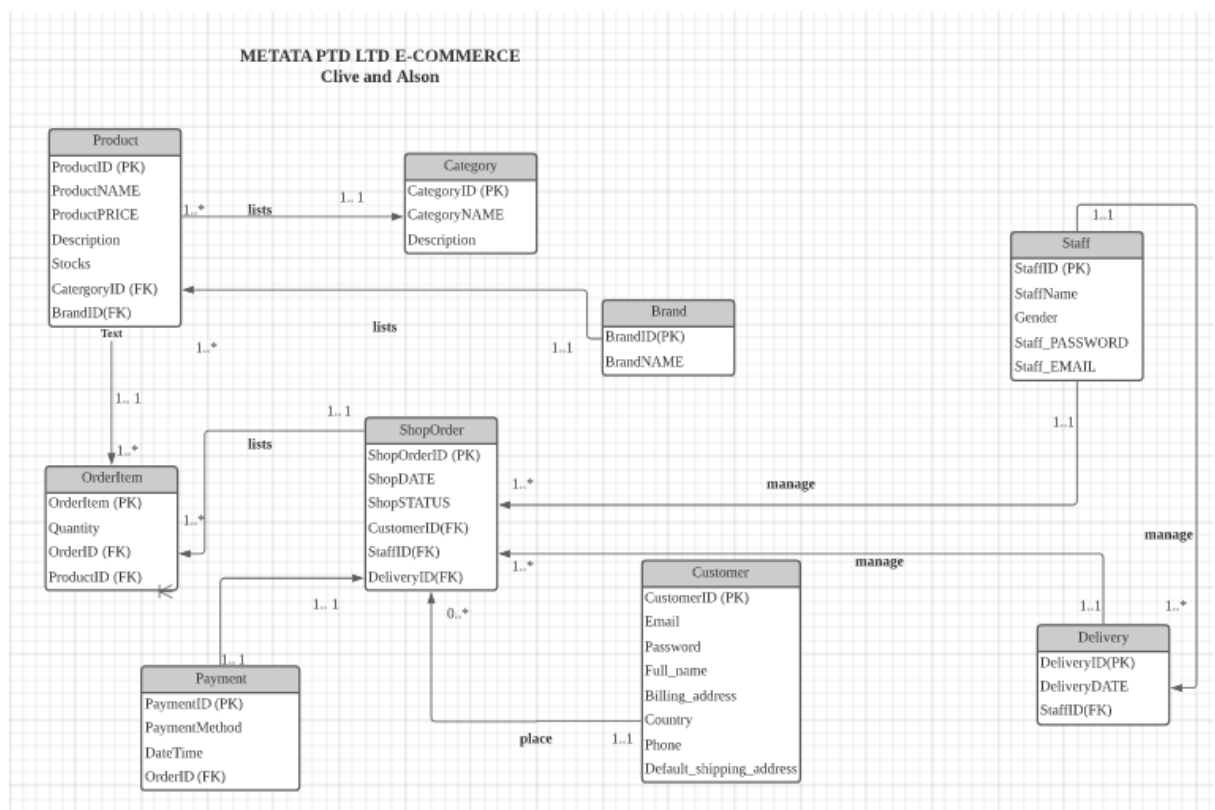 METATA PTD LTD E-COMMERCE
Clive and Alson
Product
ProductID (PK)
ProductNAME
ProductPRICE
Description
Stocks
CatergoryID (FK)
BrandID(FK)
Text
1..*
lists
1.. 1
Category
CategoryID (PK)
CategoryNAME
Description
lists
1..*
1..1
Brand
BrandID(PK)
BrandNAME
1..1
Staff
StaffID (PK)
StaffName
Gender
Staff_PASSWORD
Staff_EMAIL
1..1
1.. 1
1..*
OrderItem
OrderItem (PK)
Quantity
OrderID (FK)
ProductID (FK)
1.. 1
lists
1..*
ShopOrder
ShopOrderID (PK)
ShopDATE
ShopSTATUS
CustomerID(FK)
StaffID(FK)
DeliveryID(FK)
1..*
manage
1..*
manage
manage
1..1
1..*
1.. 1
0..*
1.. 1
Payment
PaymentID (PK)
PaymentMethod
DateTime
OrderID (FK)
place
1..1
Customer
CustomerID (PK)
Email
Password
Full_name
Billing_address
Country
Phone
Default_shipping_address
Delivery
DeliveryID(PK)
DeliveryDATE
StaffID(FK)